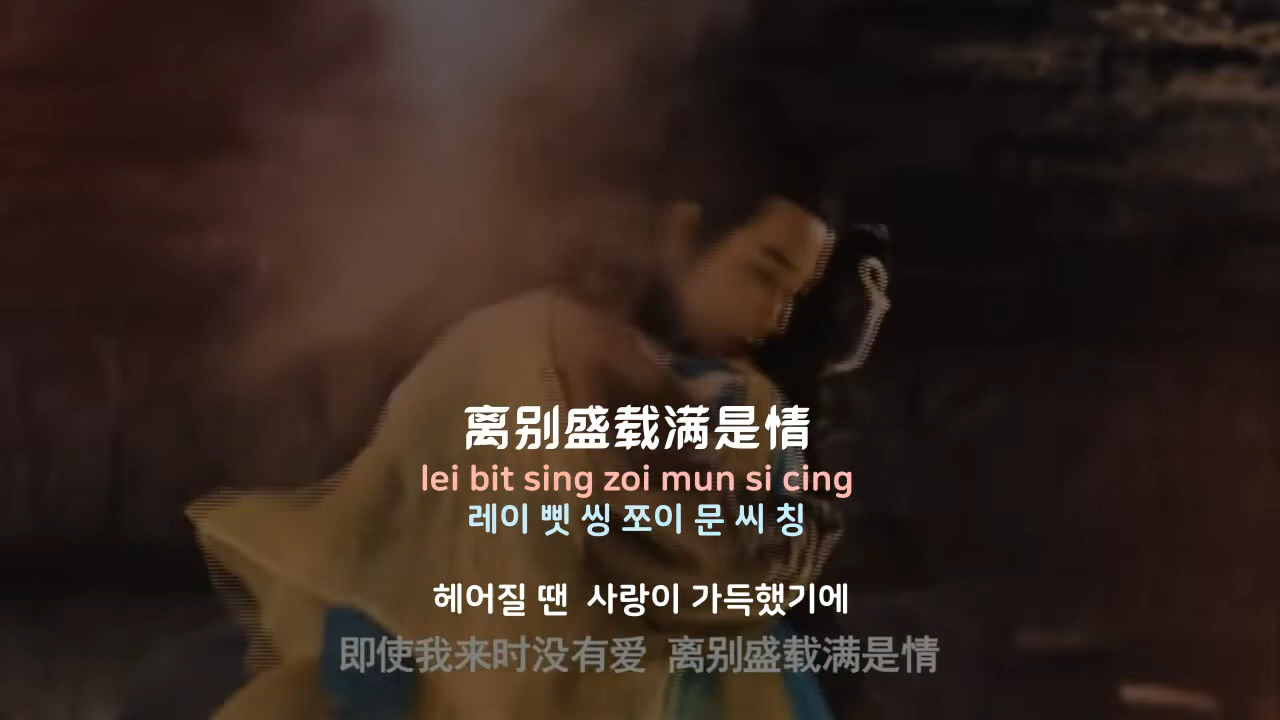 离别盛载满是情
lei bit sing zoi mun si cing
레이 삣 씽 쪼이 문 씨 칭
헤어질 땐 사랑이 가득했기에
即使我来时没有爱 离别盛载满是情